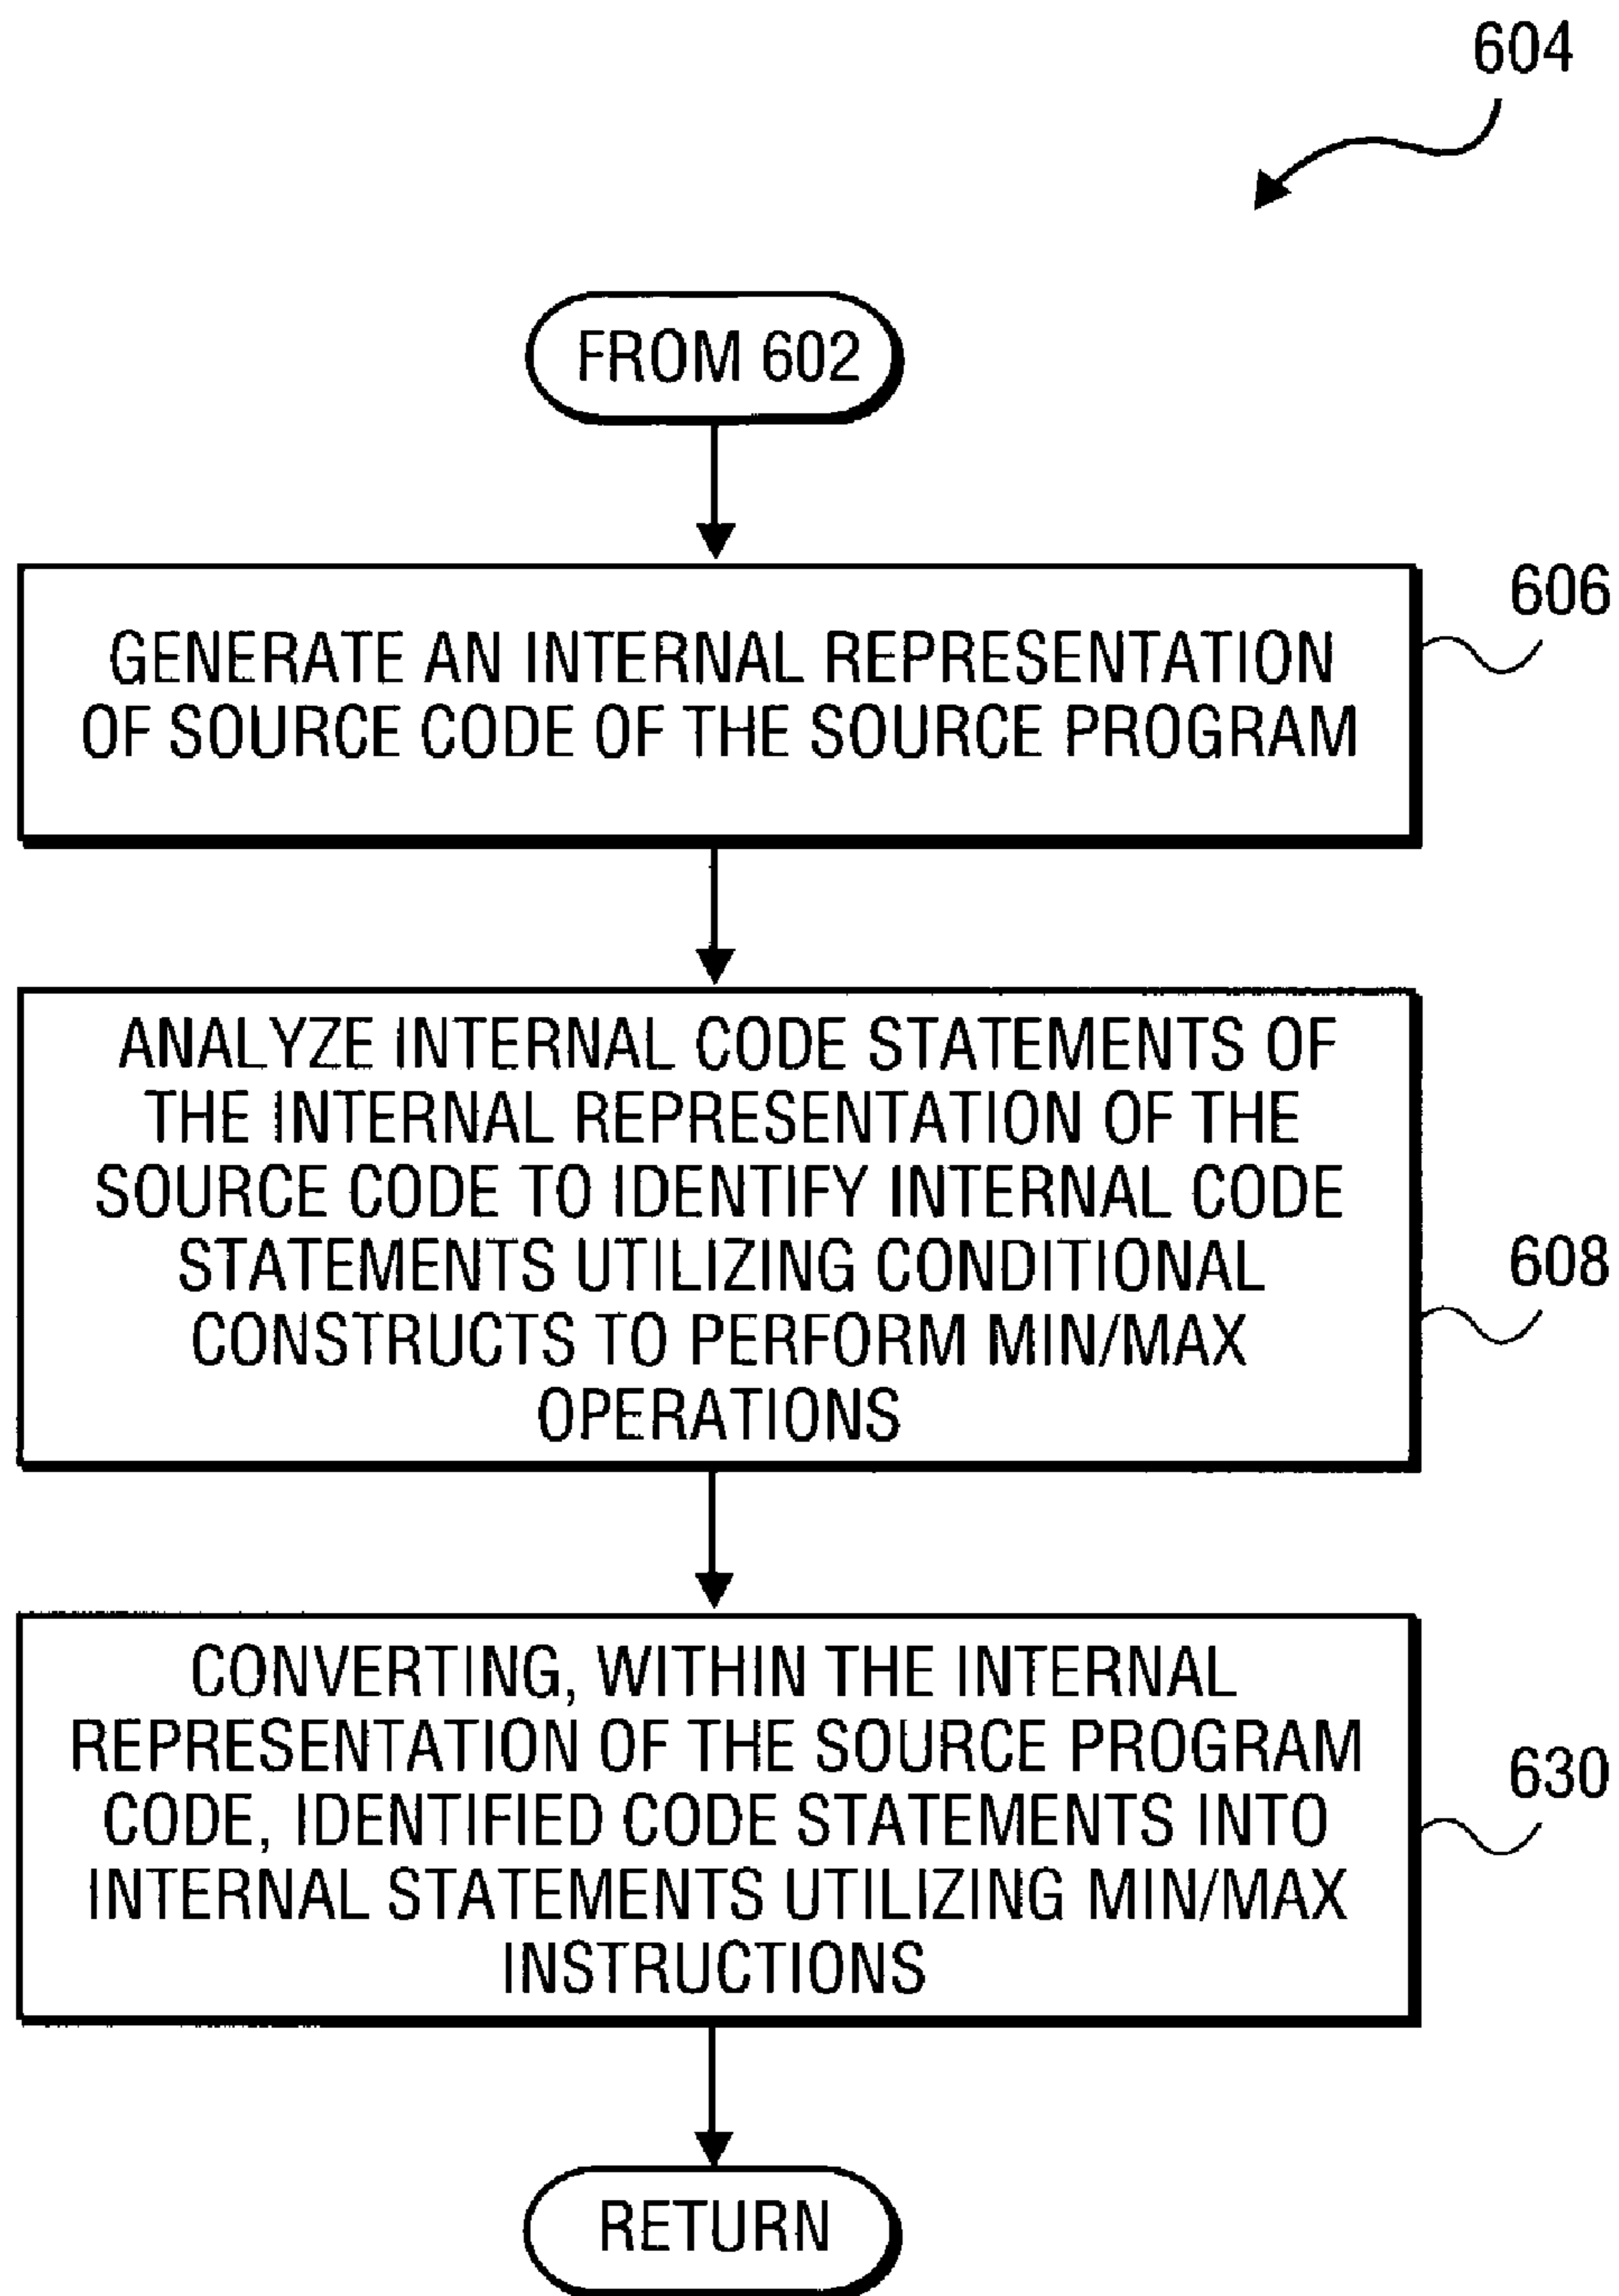 604
FROM 602
GENERATE AN INTERNAL REPRESENTATION
OF SOURCE CODE OF THE SOURCE PROGRAM
606
ANALYZE INTERNAL CODE STATEMENTS OF
THE INTERNAL REPRESENTATION OF THE
SOURCE CODE TO IDENTIFY INTERNAL CODE
STATEMENTS UTILIZING CONDITIONAL
CONSTRUCTS TO PERFORM MIN/MAX
OPERATIONS
608
CONVERTING, WITHIN THE INTERNAL
REPRESENTATION OF THE SOURCE PROGRAM
CODE, IDENTIFIED CODE STATEMENTS INTO
INTERNAL STATEMENTS UTILIZING MIN/MAX
INSTRUCTIONS
630
RETURN